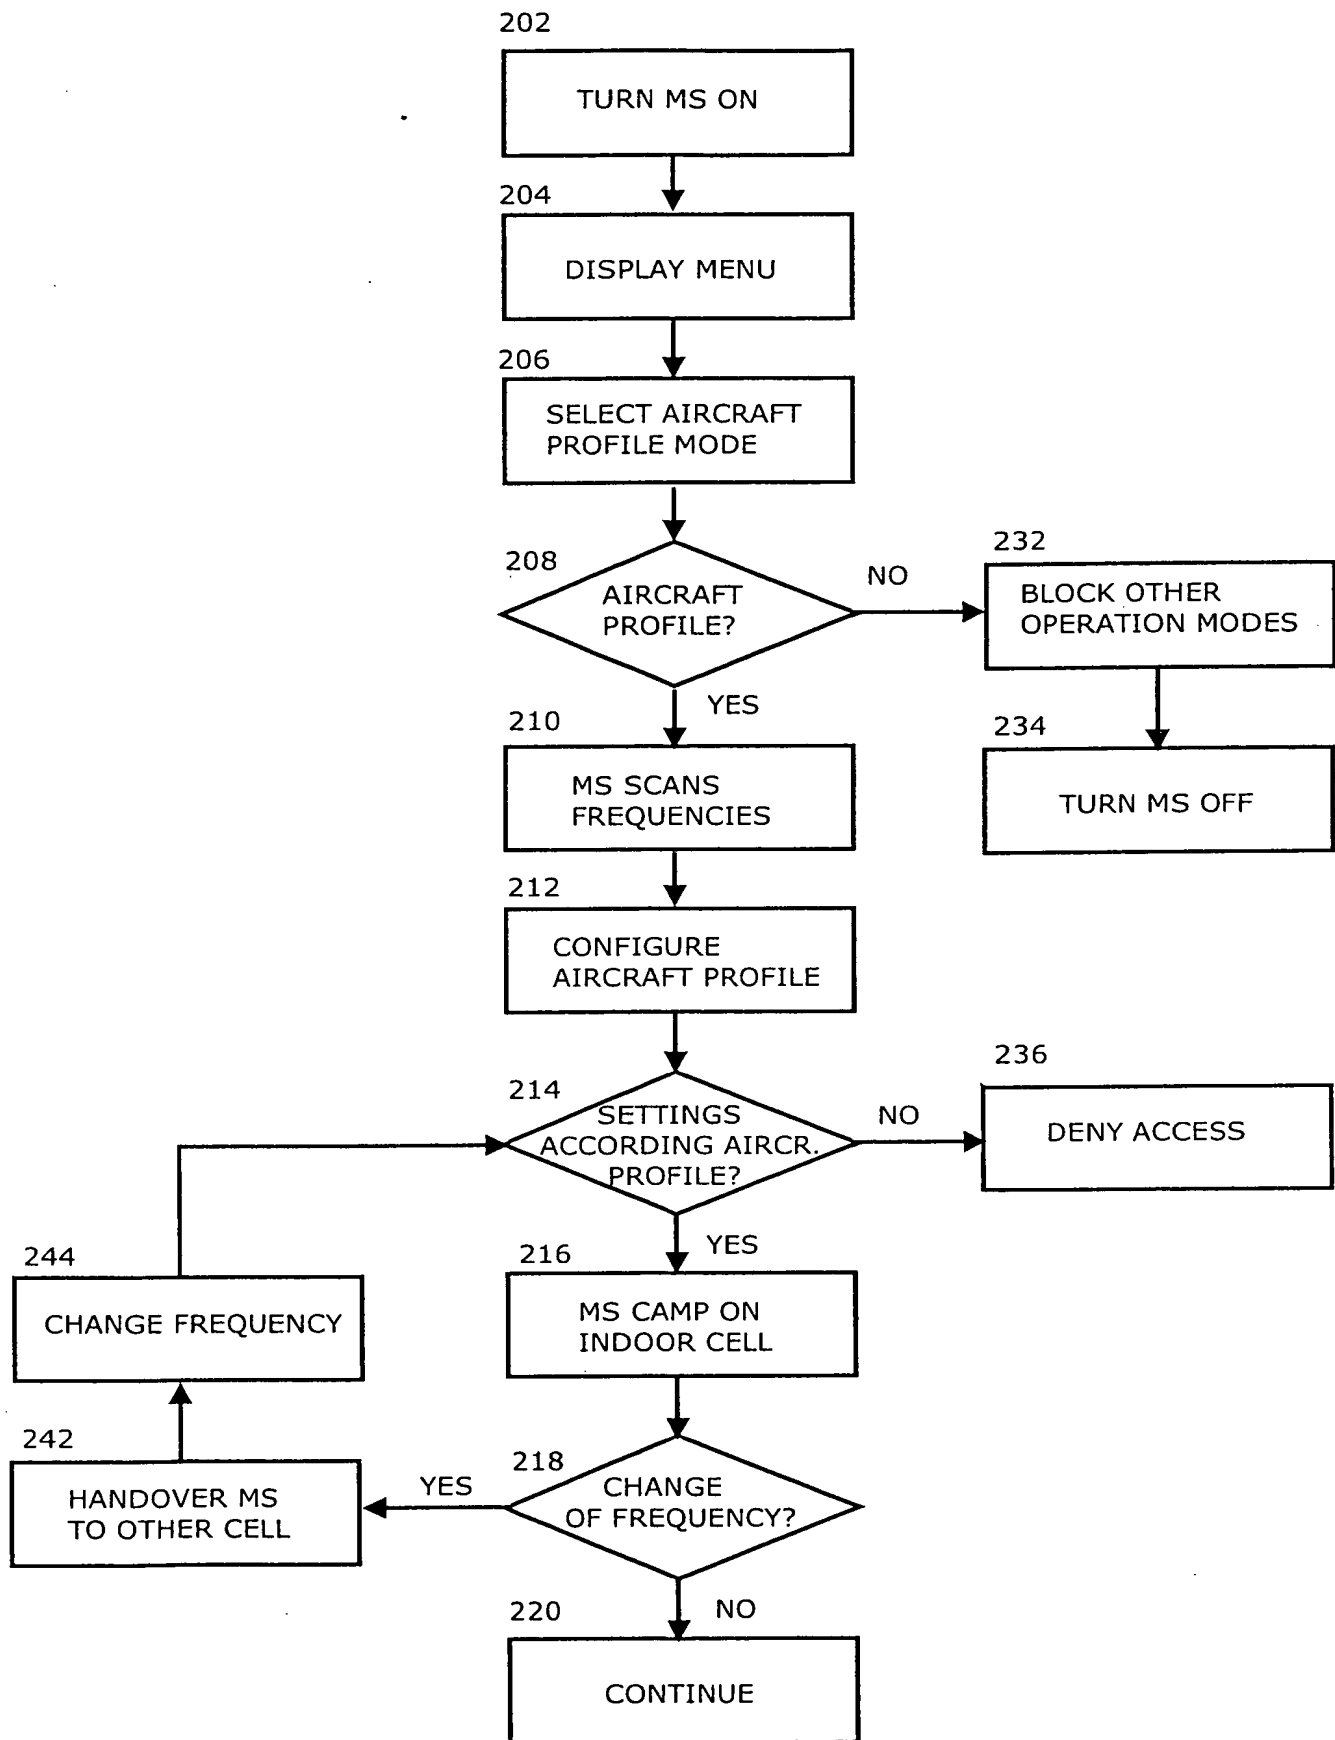 202
TURN MS ON
204
DISPLAY MENU
206
SELECT AIRCRAFT
PROFILE MODE
208
AIRCRAFT
PROFILE?
NO
232
BLOCK OTHER
OPERATION MODES
YES
234
TURN MS OFF
210
MS SCANS
FREQUENCIES
212
CONFIGURE
AIRCRAFT PROFILE
214
SETTINGS
ACCORDING AIRCR.
PROFILE?
NO
236
DENY ACCESS
YES
216
MS CAMP ON
INDOOR CELL
244
CHANGE FREQUENCY
242
HANDOVER MS
TO OTHER CELL
YES
218
CHANGE
OF FREQUENCY?
NO
220
CONTINUE